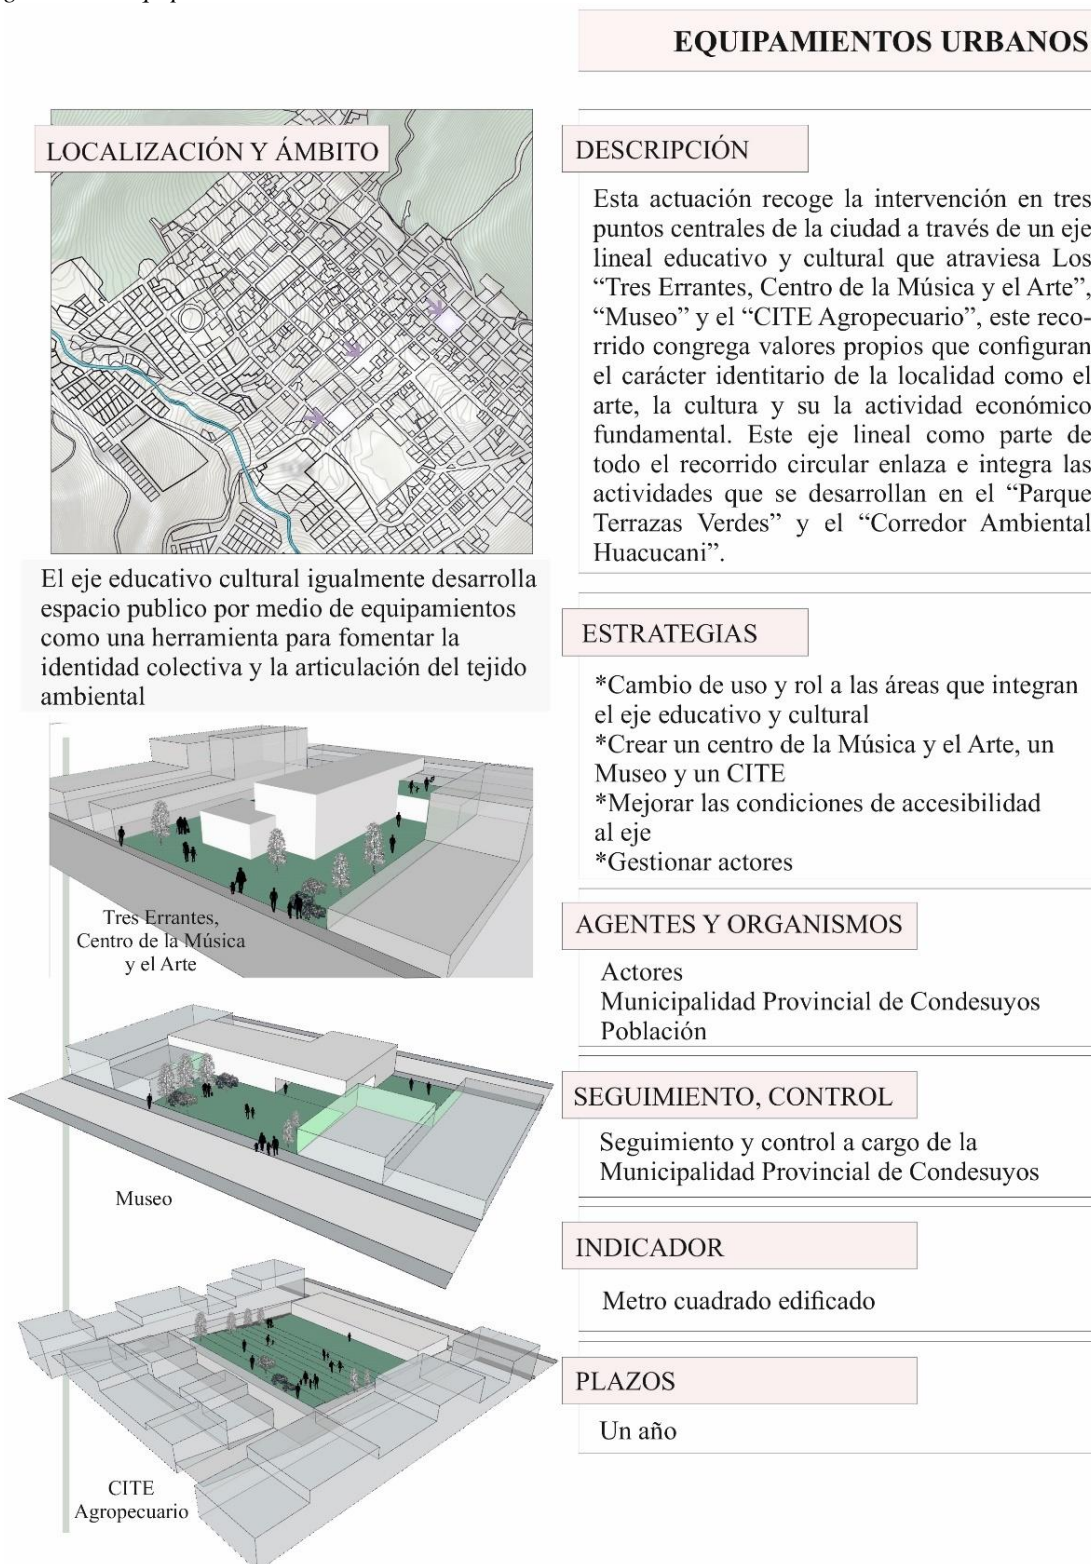 EQUIPAMIENTOS URBANOS
LOCALIZACIÓN Y ÁMBITO
El eje educativo cultural igualmente desarrolla
espacio publico por medio de equipamientos
como una herramienta para fomentar la
identidad colectiva y la articulación del tejido
ambiental
Tres Errantes,
Centro de la Música
y el Arte
Museo
CITE
Agropecuario
DESCRIPCIÓN
Esta actuación recoge la intervención en tres
puntos centrales de la ciudad a través de un eje
lineal educativo y cultural que atraviesa Los
“Tres Errantes, Centro de la Música y el Arte”,
“Museo” y el “CITE Agropecuario”, este reco-
rrido congrega valores propios que configuran
el carácter identitario de la localidad como el
arte, la cultura y su la actividad económico
fundamental. Este eje lineal como parte de
todo el recorrido circular enlaza e integra las
actividades que se desarrollan en el “Parque
Terrazas Verdes” y el “Corredor Ambiental
Huacucani”.
ESTRATEGIAS
*Cambio de uso y rol a las áreas que integran
el eje educativo y cultural
*Crear un centro de la Música y el Arte, un
Museo y un CITE
*Mejorar las condiciones de accesibilidad
al eje
*Gestionar actores
AGENTES Y ORGANISMOS
Actores
Municipalidad Provincial de Condesuyos
Población
SEGUIMIENTO, CONTROL
Seguimiento y control a cargo de la
Municipalidad Provincial de Condesuyos
INDICADOR
Metro cuadrado edificado
PLAZOS
Un año